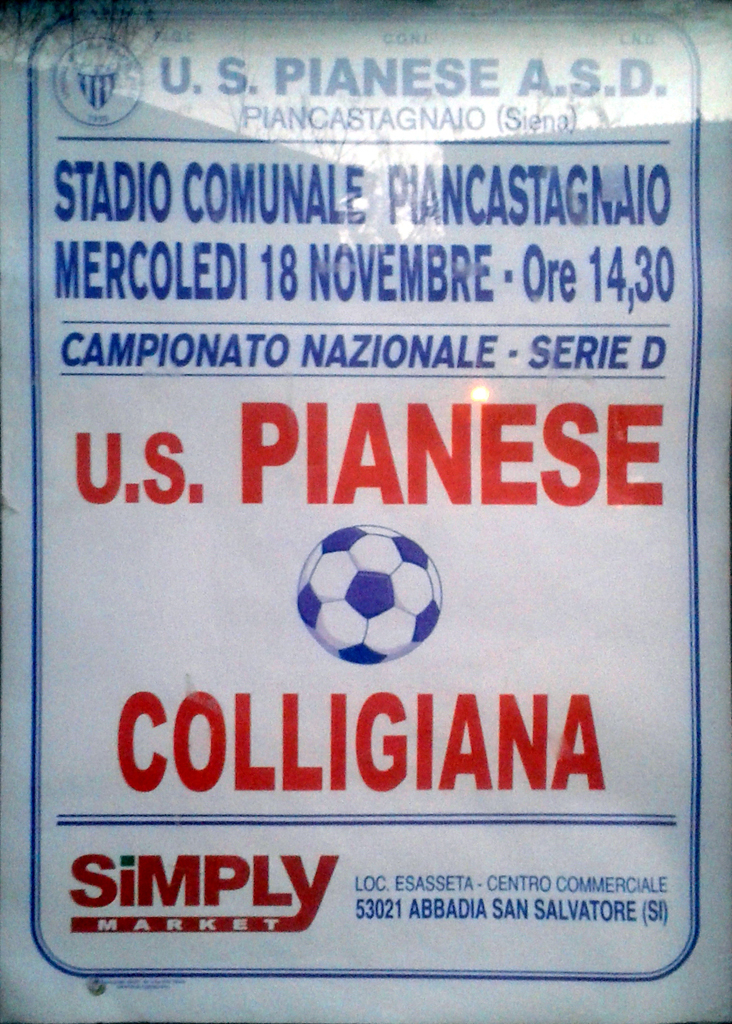 F.I.G.C. C.O.N.I. L.N.D.
U. S. PIANESE A.S.D.
PIANCASTAGNAIO (Siena)
STADIO COMUNALE PIANCASTAGNAIO
MERCOLEDI 18 NOVEMBRE - Ore 14,30
CAMPIONATO NAZIONALE - SERIE D
U.S. PIANESE
COLLIGIANA
SiMPLy
MARKET
LOC. ESASSETA - CENTRO COMMERCIALE
53021 ABBADIA SAN SALVATORE (SI)